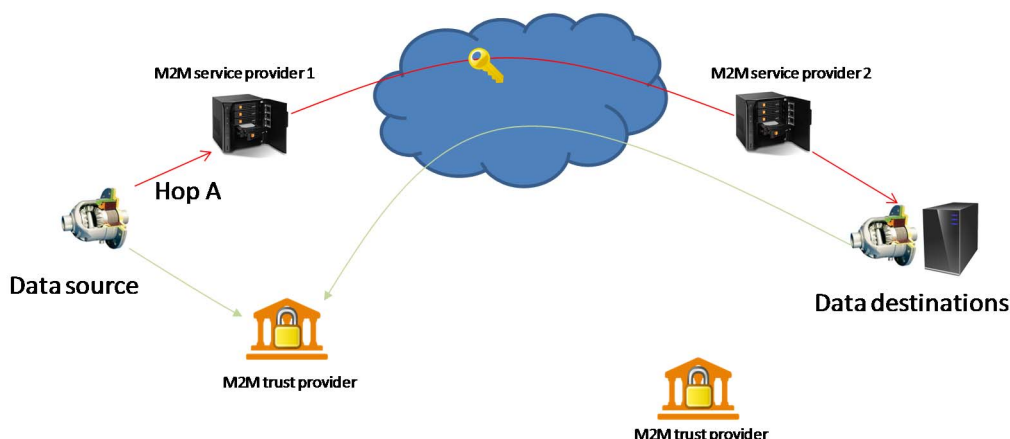 M2M service provider 1
M2M service provider 2
Hop A
Data source
Data destinations
M2M trust provider
M2M trust provider